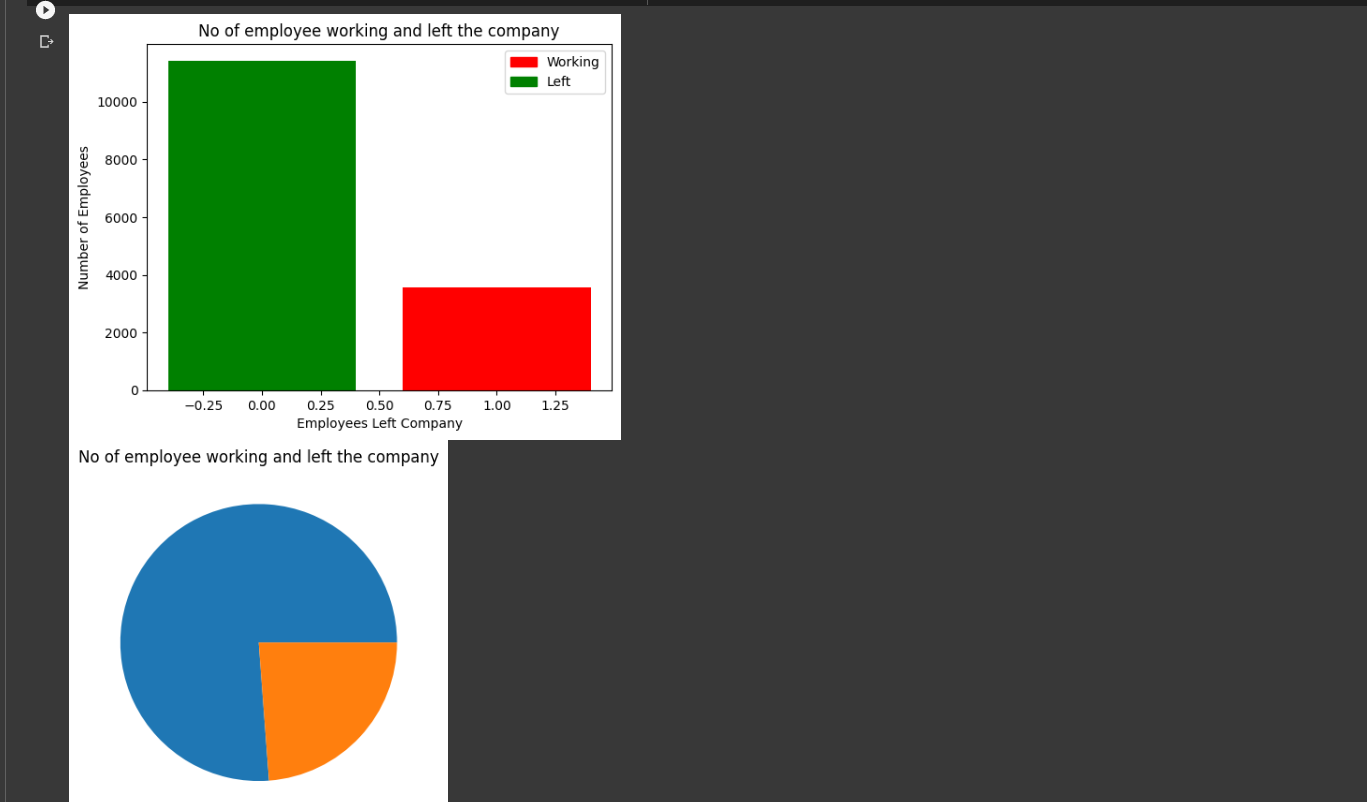 No of employee working and left the company
Working
Left
10000
8000
6000
4000
2000
0
Number of Employees
−0.25 0.00 0.25 0.50 0.75 1.00 1.25
Employees Left Company
No of employee working and left the company